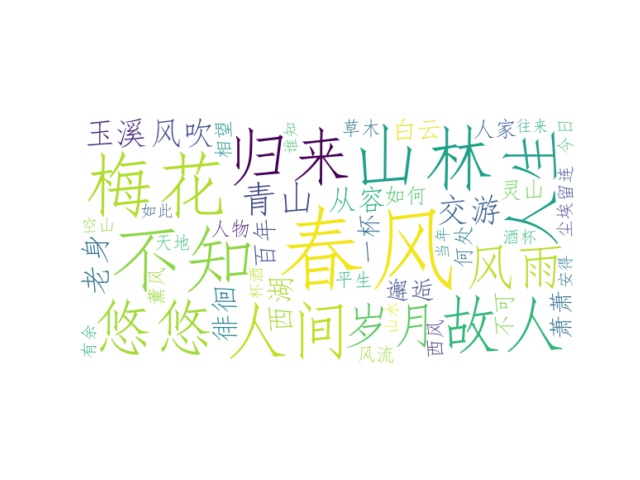 玉溪
风吹
相望
归来
谁知
草木
白云
人家
往来
今日
梅花
山林
人生
青山
从容
如何
灵山
尘埃
留连
空山
如此
老身
不知
天地
人物
百年
春风
一杯
交游
当年
何处
酒杯
风雨
安得
薰风
杯酒
西湖
平生
邂逅
悠悠
徘徊
人间
岁月
山水
故人
不可
萧萧
有余
风流
西风